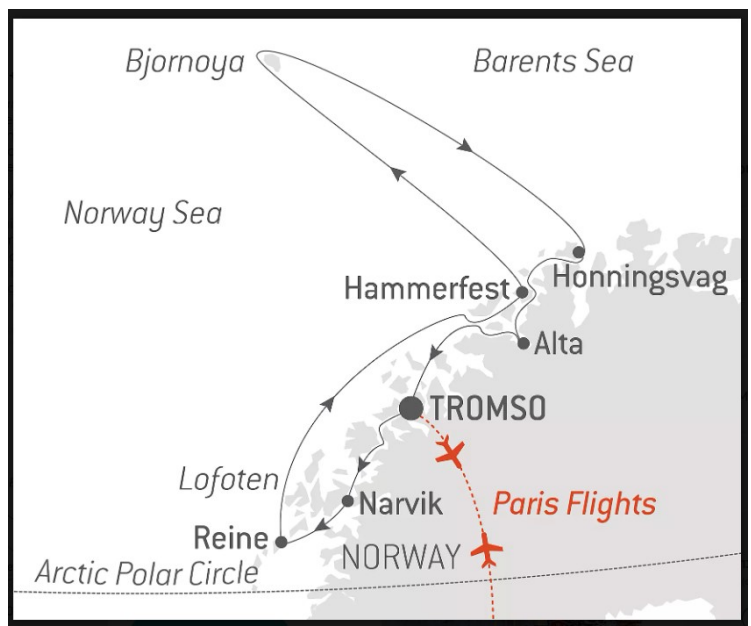 Bjornoya
Barents Sea
Norway Sea
Honningsvag
Hammerfest
Alta
TROMSO
Lofoten
Narvik
Paris Flights
Reine
NORWAY
Arctic Polar Circle